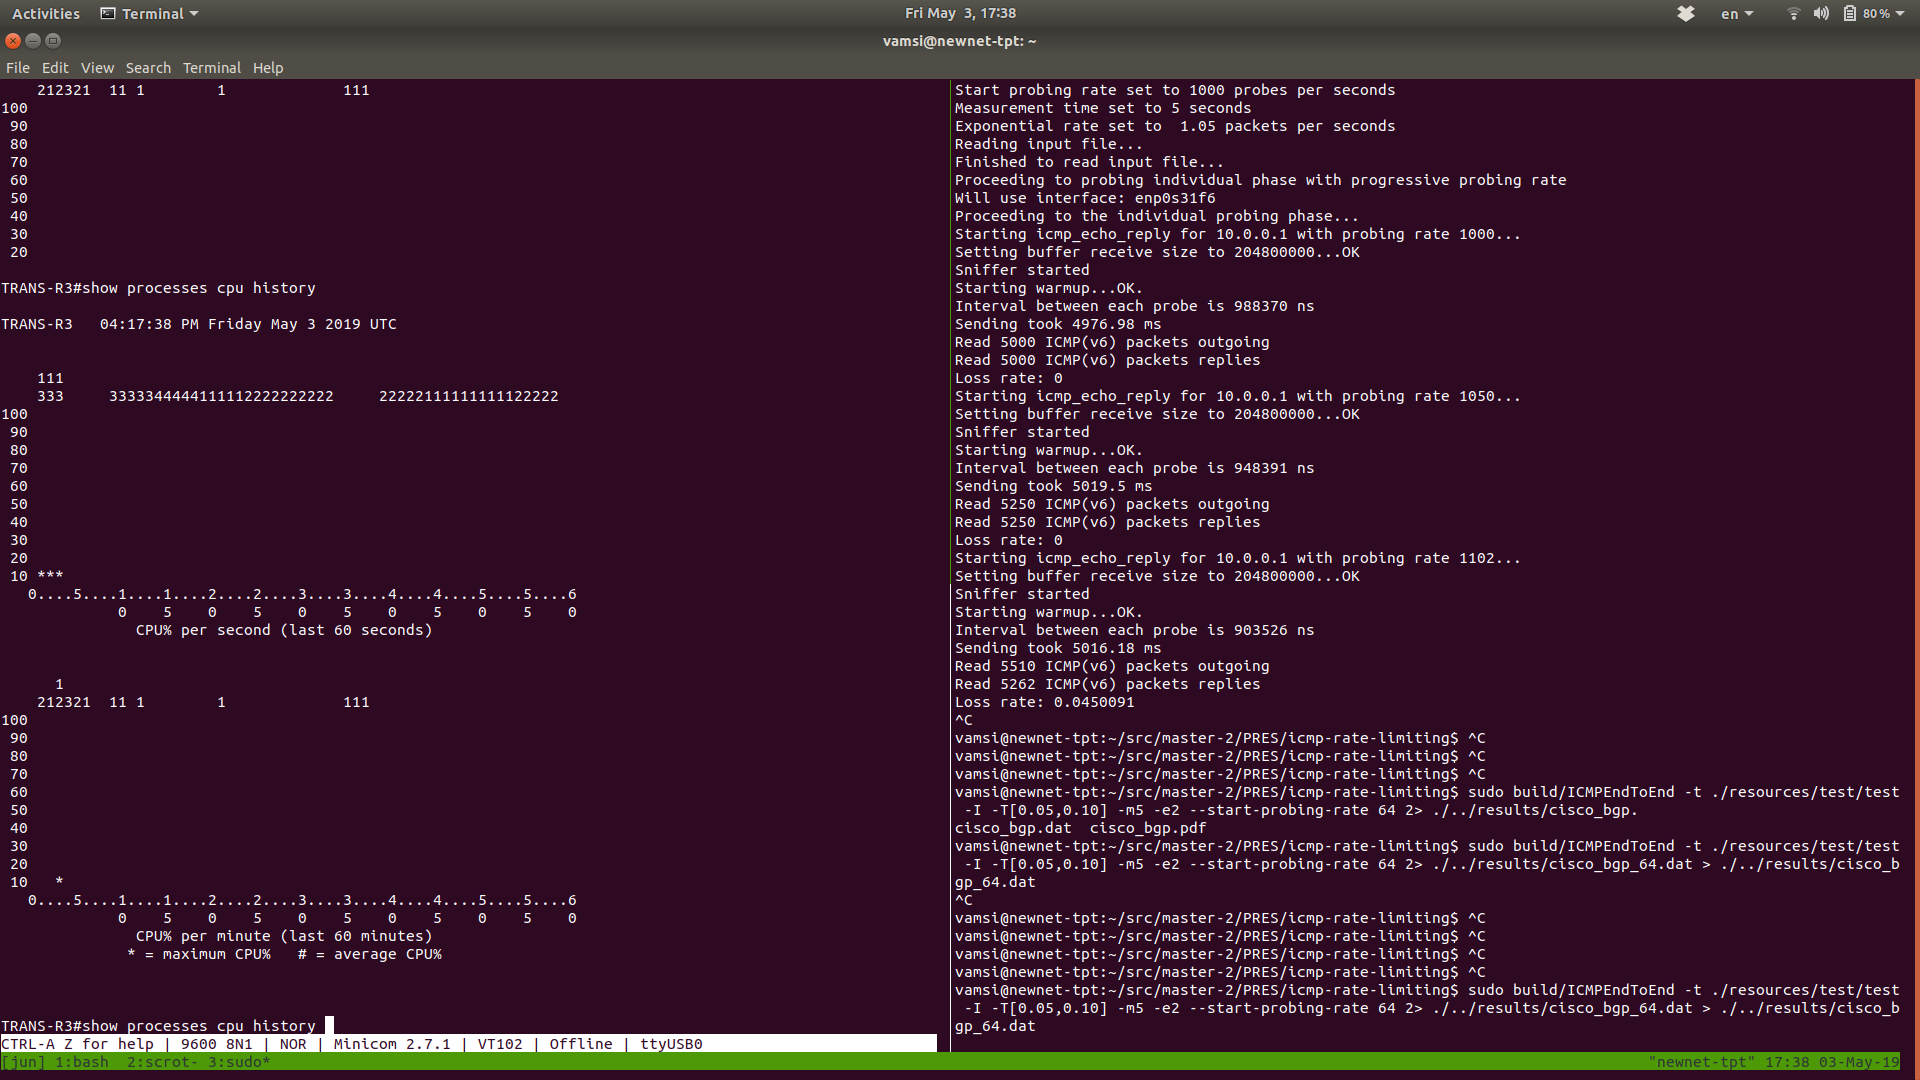 Activities Terminal Fri May 3, 17:38 en 80%
vamsi@newnet-tpt: ~
File Edit View Search Terminal Help
    212321  11 1        1             111
100
 90
 80
 70
 60
 50
 40
 30
 20
TRANS-R3#show processes cpu history
TRANS-R3   04:17:38 PM Friday May 3 2019 UTC
    111
    333     3333344444111112222222222     22222111111111122222
100
 90
 80
 70
 60
 50
 40
 30
 20
 10 ***
   0....5....1....1....2....2....3....3....4....4....5....5....6
             0    5    0    5    0    5    0    5    0    5    0
               CPU% per second (last 60 seconds)
      1
    212321  11 1        1             111
100
 90
 80
 70
 60
 50
 40
 30
 20
 10   *
   0....5....1....1....2....2....3....3....4....4....5....5....6
             0    5    0    5    0    5    0    5    0    5    0
               CPU% per minute (last 60 minutes)
              * = maximum CPU%   # = average CPU%
TRANS-R3#show processes cpu history
CTRL-A Z for help | 9600 8N1 | NOR | Minicom 2.7.1 | VT102 | Offline | ttyUSB0
Start probing rate set to 1000 probes per seconds
Measurement time set to 5 seconds
Exponential rate set to  1.05 packets per seconds
Reading input file...
Finished to read input file...
Proceeding to probing individual phase with progressive probing rate
Will use interface: enp0s31f6
Proceeding to the individual probing phase...
Starting icmp_echo_reply for 10.0.0.1 with probing rate 1000...
Setting buffer receive size to 204800000...OK
Sniffer started
Starting warmup...OK.
Interval between each probe is 988370 ns
Sending took 4976.98 ms
Read 5000 ICMP(v6) packets outgoing
Read 5000 ICMP(v6) packets replies
Loss rate: 0
Starting icmp_echo_reply for 10.0.0.1 with probing rate 1050...
Setting buffer receive size to 204800000...OK
Sniffer started
Starting warmup...OK.
Interval between each probe is 948391 ns
Sending took 5019.5 ms
Read 5250 ICMP(v6) packets outgoing
Read 5250 ICMP(v6) packets replies
Loss rate: 0
Starting icmp_echo_reply for 10.0.0.1 with probing rate 1102...
Setting buffer receive size to 204800000...OK
Sniffer started
Starting warmup...OK.
Interval between each probe is 903526 ns
Sending took 5016.18 ms
Read 5510 ICMP(v6) packets outgoing
Read 5262 ICMP(v6) packets replies
Loss rate: 0.0450091
^C
vamsi@newnet-tpt:~/src/master-2/PRES/icmp-rate-limiting$ ^C
vamsi@newnet-tpt:~/src/master-2/PRES/icmp-rate-limiting$ ^C
vamsi@newnet-tpt:~/src/master-2/PRES/icmp-rate-limiting$ ^C
vamsi@newnet-tpt:~/src/master-2/PRES/icmp-rate-limiting$ sudo build/ICMPEndToEnd -t ./resources/test/test
 -I -T[0.05,0.10] -m5 -e2 --start-probing-rate 64 2> ./../results/cisco_bgp.
cisco_bgp.dat  cisco_bgp.pdf
vamsi@newnet-tpt:~/src/master-2/PRES/icmp-rate-limiting$ sudo build/ICMPEndToEnd -t ./resources/test/test
 -I -T[0.05,0.10] -m5 -e2 --start-probing-rate 64 2> ./../results/cisco_bgp_64.dat > ./../results/cisco_b
gp_64.dat
^C
vamsi@newnet-tpt:~/src/master-2/PRES/icmp-rate-limiting$ ^C
vamsi@newnet-tpt:~/src/master-2/PRES/icmp-rate-limiting$ ^C
vamsi@newnet-tpt:~/src/master-2/PRES/icmp-rate-limiting$ ^C
vamsi@newnet-tpt:~/src/master-2/PRES/icmp-rate-limiting$ ^C
vamsi@newnet-tpt:~/src/master-2/PRES/icmp-rate-limiting$ sudo build/ICMPEndToEnd -t ./resources/test/test
 -I -T[0.05,0.10] -m5 -e2 --start-probing-rate 64 2> ./../results/cisco_bgp_64.dat > ./../results/cisco_b
gp_64.dat
[jun] 1:bash  2:scrot- 3:sudo* "newnet-tpt" 17:38 03-May-19